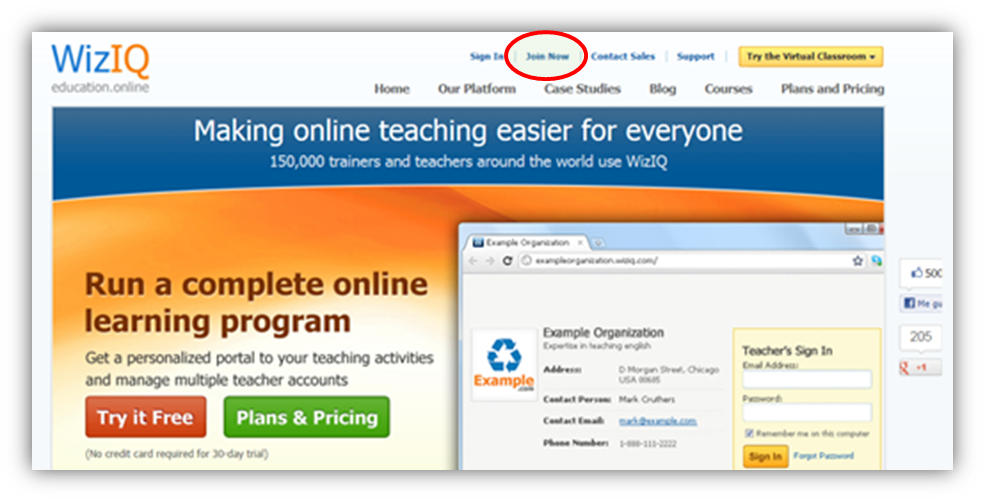 WizIQ
education.online
Sign In | Join Now | Contact Sales | Support | Try the Virtual Classroom
Home Our Platform Case Studies Blog Courses Plans and Pricing
Making online teaching easier for everyone
150,000 trainers and teachers around the world use WizIQ
Run a complete online
learning program
Get a personalized portal to your teaching activities
and manage multiple teacher accounts
Try it Free
Plans & Pricing
(No credit card required for 30-day trial)
Example Organization
exampleorganization.wiziq.com/
Example
.com
Example Organization
Expertise in teaching english
Address: D Morgan Street, Chicago
USA 60685
Contact Person: Mark Cruthers
Contact Email: mark@example.com
Phone Number: 1-888-111-2222
Teacher's Sign In
Email Address:
Password:
Remember me on this computer
Sign In Forgot Password
500
Me gu
205
+1